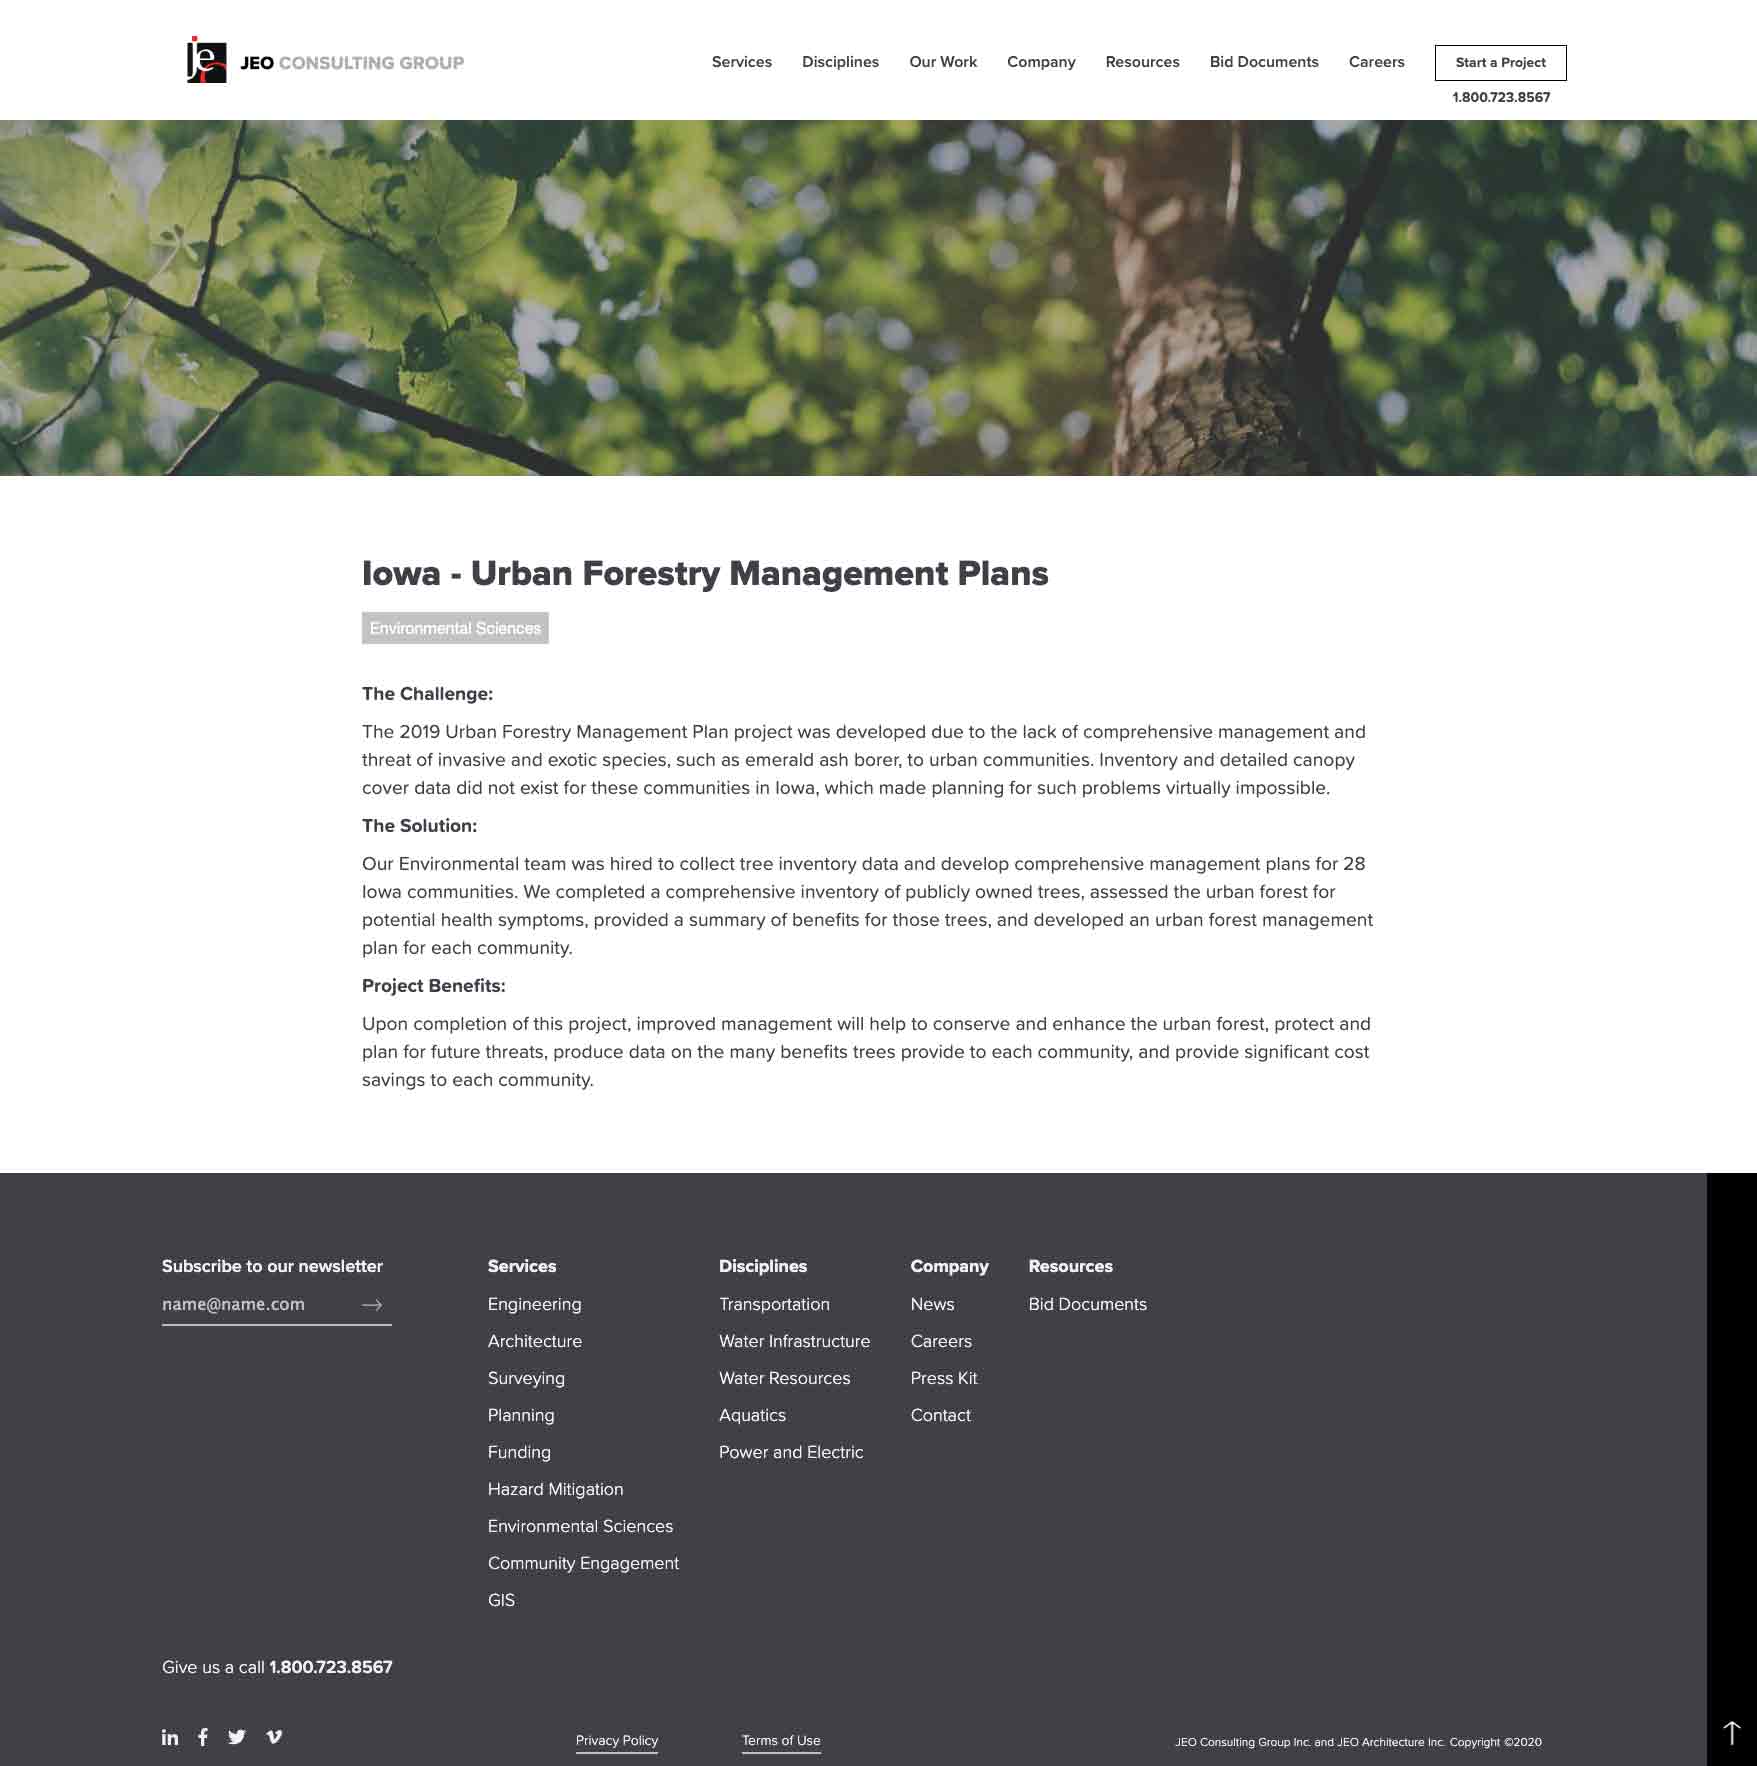 je
JEO CONSULTING GROUP
Services Disciplines Our Work Company Resources Bid Documents Careers Start a Project
1.800.723.8567
Iowa - Urban Forestry Management Plans
Environmental Sciences
The Challenge:
The 2019 Urban Forestry Management Plan project was developed due to the lack of comprehensive management and
threat of invasive and exotic species, such as emerald ash borer, to urban communities. Inventory and detailed canopy
cover data did not exist for these communities in Iowa, which made planning for such problems virtually impossible.
The Solution:
Our Environmental team was hired to collect tree inventory data and develop comprehensive management plans for 28
Iowa communities. We completed a comprehensive inventory of publicly owned trees, assessed the urban forest for
potential health symptoms, provided a summary of benefits for those trees, and developed an urban forest management
plan for each community.
Project Benefits:
Upon completion of this project, improved management will help to conserve and enhance the urban forest, protect and
plan for future threats, produce data on the many benefits trees provide to each community, and provide significant cost
savings to each community.
Subscribe to our newsletter
name@name.com
Services
Engineering
Architecture
Surveying
Planning
Funding
Hazard Mitigation
Environmental Sciences
Community Engagement
GIS
Disciplines
Transportation
Water Infrastructure
Water Resources
Aquatics
Power and Electric
Company
News
Careers
Press Kit
Contact
Resources
Bid Documents
Give us a call 1.800.723.8567
Privacy Policy
Terms of Use
JEO Consulting Group Inc. and JEO Architecture Inc. Copyright ©2020